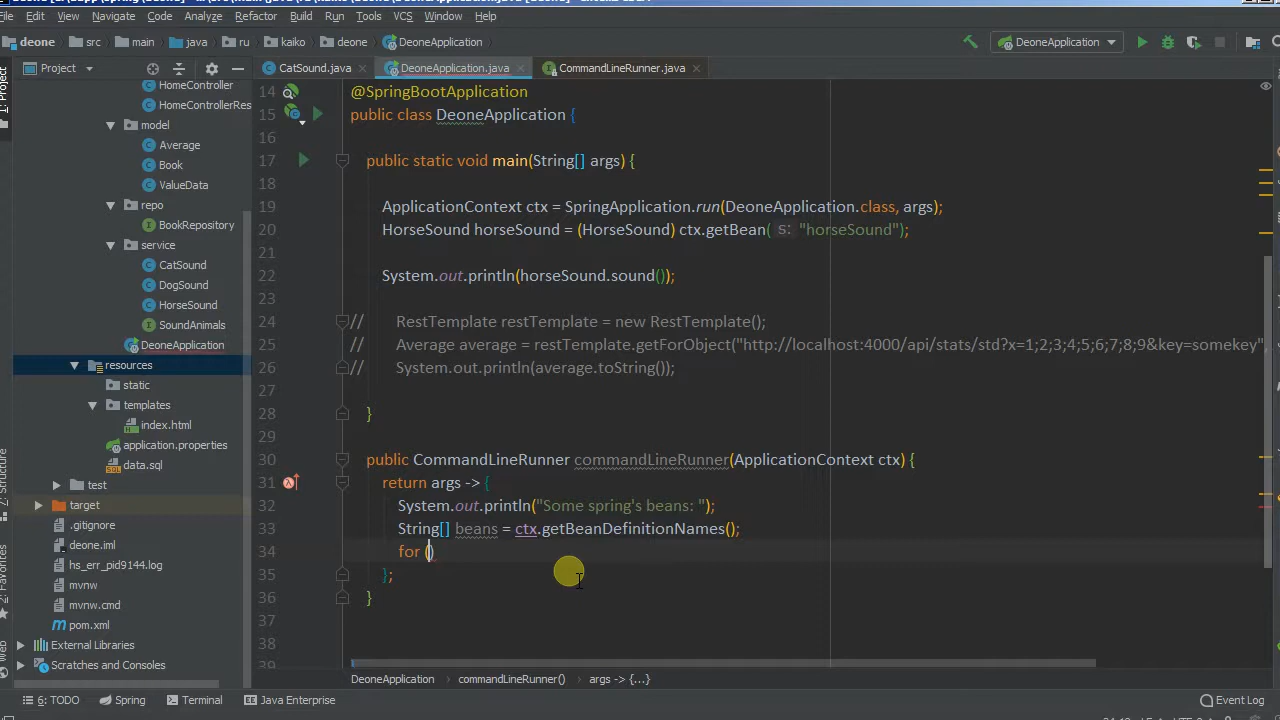 File Edit View Navigate Code Analyze Refactor Build Run Tools VCS Window Help
deone src main java ru kaiko deone DeoneApplication DeoneApplication
Project CatSound.java DeoneApplication.java CommandLineRunner.java
1: Project
Z: Structure
Web
HomeController
HomeControllerRes
model
Average
Book
ValueData
repo
BookRepository
service
CatSound
DogSound
HorseSound
SoundAnimals
DeoneApplication
resources
static
templates
index.html
application.properties
data.sql
test
target
.gitignore
deone.iml
hs_err_pid9144.log
mvnw
mvnw.cmd
pom.xml
External Libraries
Scratches and Consoles
14 @SpringBootApplication
15 public class DeoneApplication {
16
17 public static void main(String[] args) {
18
19 ApplicationContext ctx = SpringApplication.run(DeoneApplication.class, args);
20 HorseSound horseSound = (HorseSound) ctx.getBean( s: "horseSound");
21
22 System.out.println(horseSound.sound());
23
24 // RestTemplate restTemplate = new RestTemplate();
25 // Average average = restTemplate.getForObject("http://localhost:4000/api/stats/std?x=1;2;3;4;5;6;7;8;9&key=somekey",
26 // System.out.println(average.toString());
27
28 }
29
30 public CommandLineRunner commandLineRunner(ApplicationContext ctx) {
31 return args -> {
32 System.out.println("Some spring's beans: ");
33 String[] beans = ctx.getBeanDefinitionNames();
34 for ()
35 };
36 }
37
38
39
DeoneApplication commandLineRunner() args -> {...}
6: TODO Spring Terminal Java Enterprise Event Log